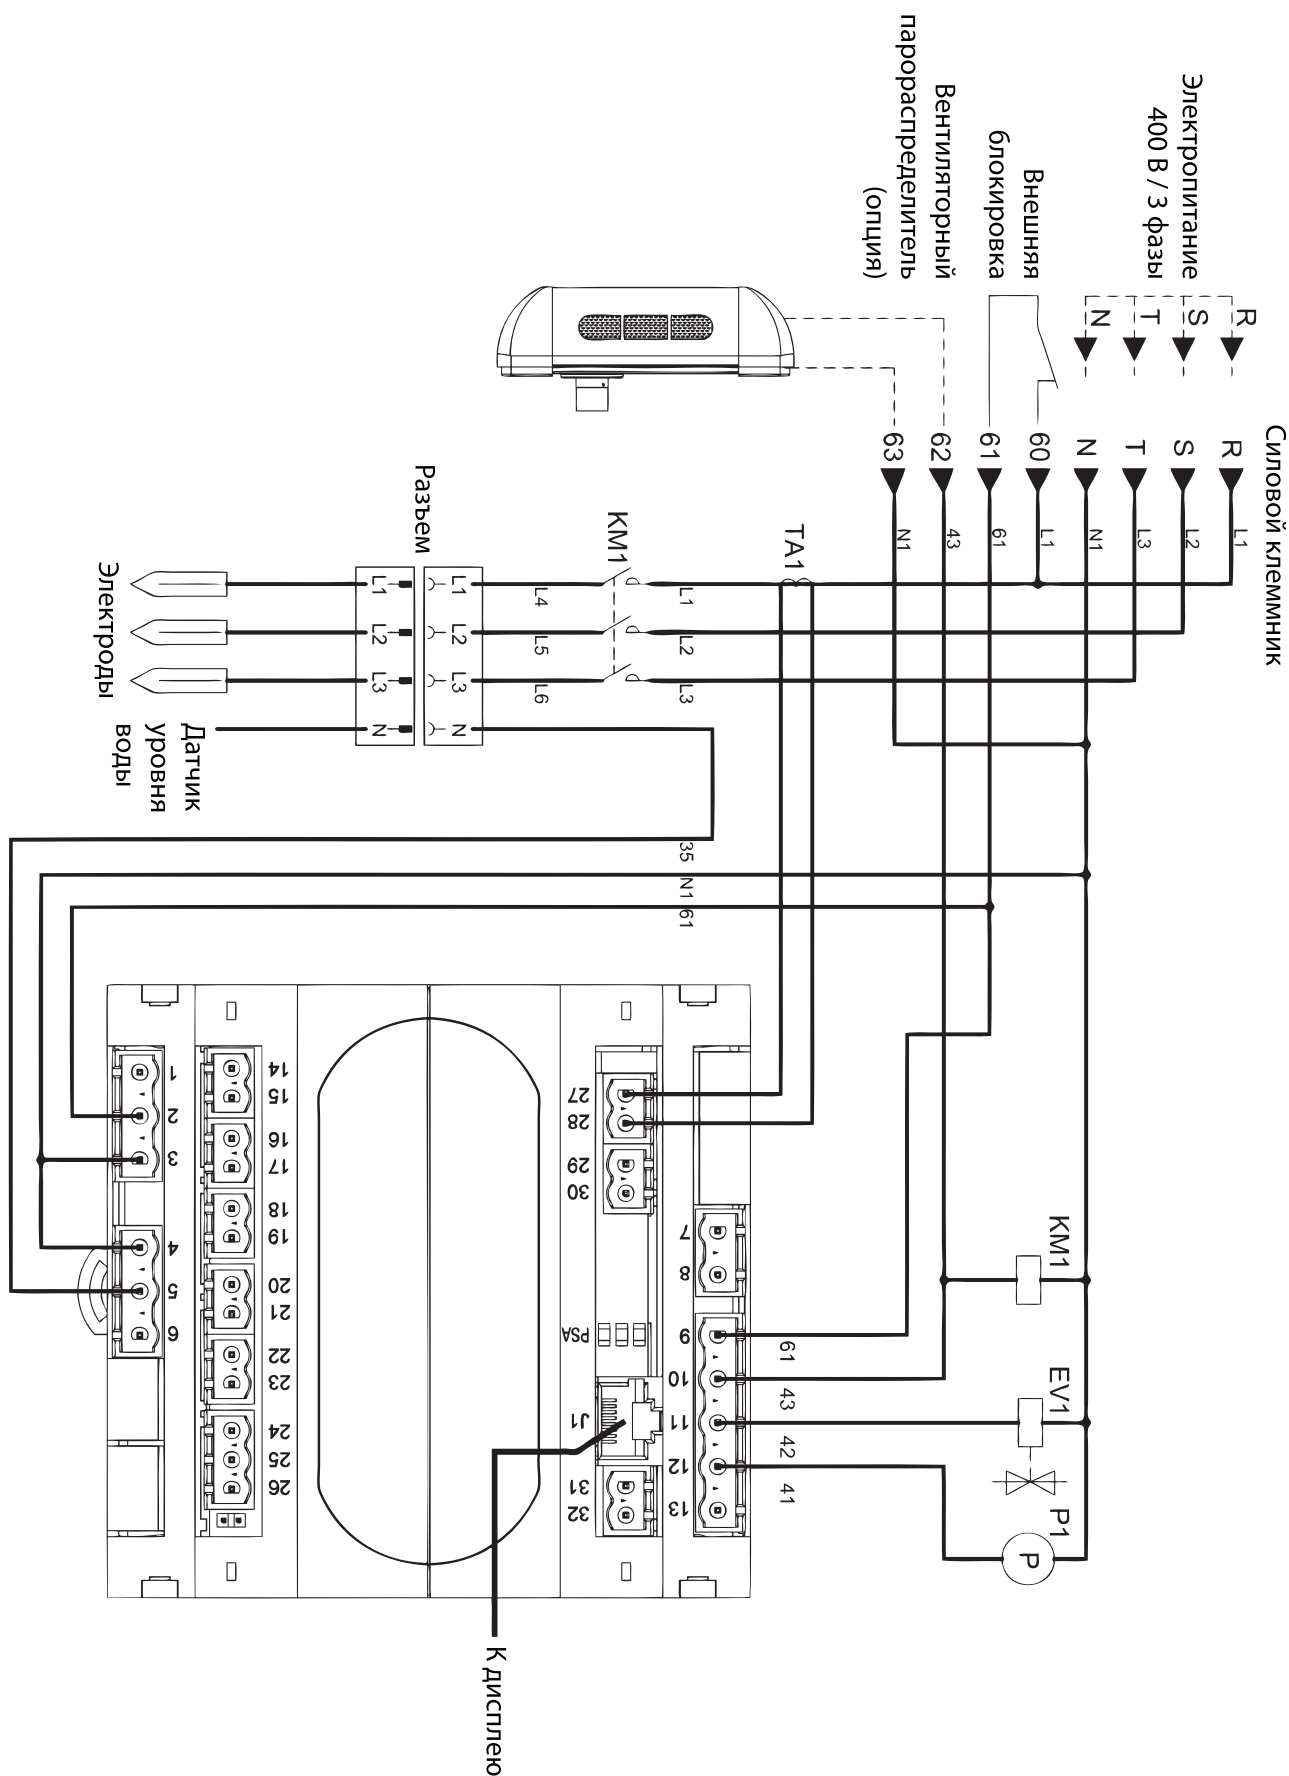 Силовой клеммник
Электропитание
400 В / 3 фазы
Внешняя
блокировка
Вентиляторный
парораспределитель
(опция)
R
S
T
N
R
S
T
N
60
61
62
63
L1
L2
L3
N1
L1
61
43
N1
TA1
L1
L2
L3
KM1
L4
L5
L6
Разъем
L1
L2
L3
N
L1
L2
L3
N
Электроды
Датчик
уровня
воды
35
N1
61
KM1
EV1
P1
P
61
43
42
41
7
8
9
10
11
12
13
27
28
29
30
PSA
J1
31
32
14
15
16
17
18
19
20
21
22
23
24
25
26
1
2
3
4
5
6
К дисплею